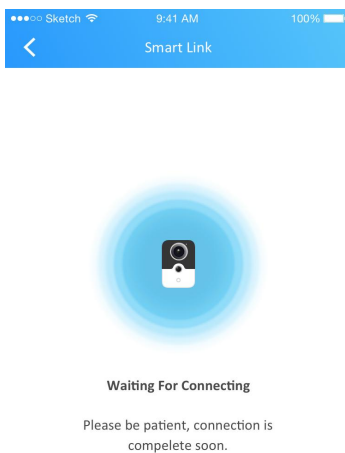 Sketch 9:41 AM 100%
Smart Link
Waiting For Connecting
Please be patient, connection is
compelete soon.